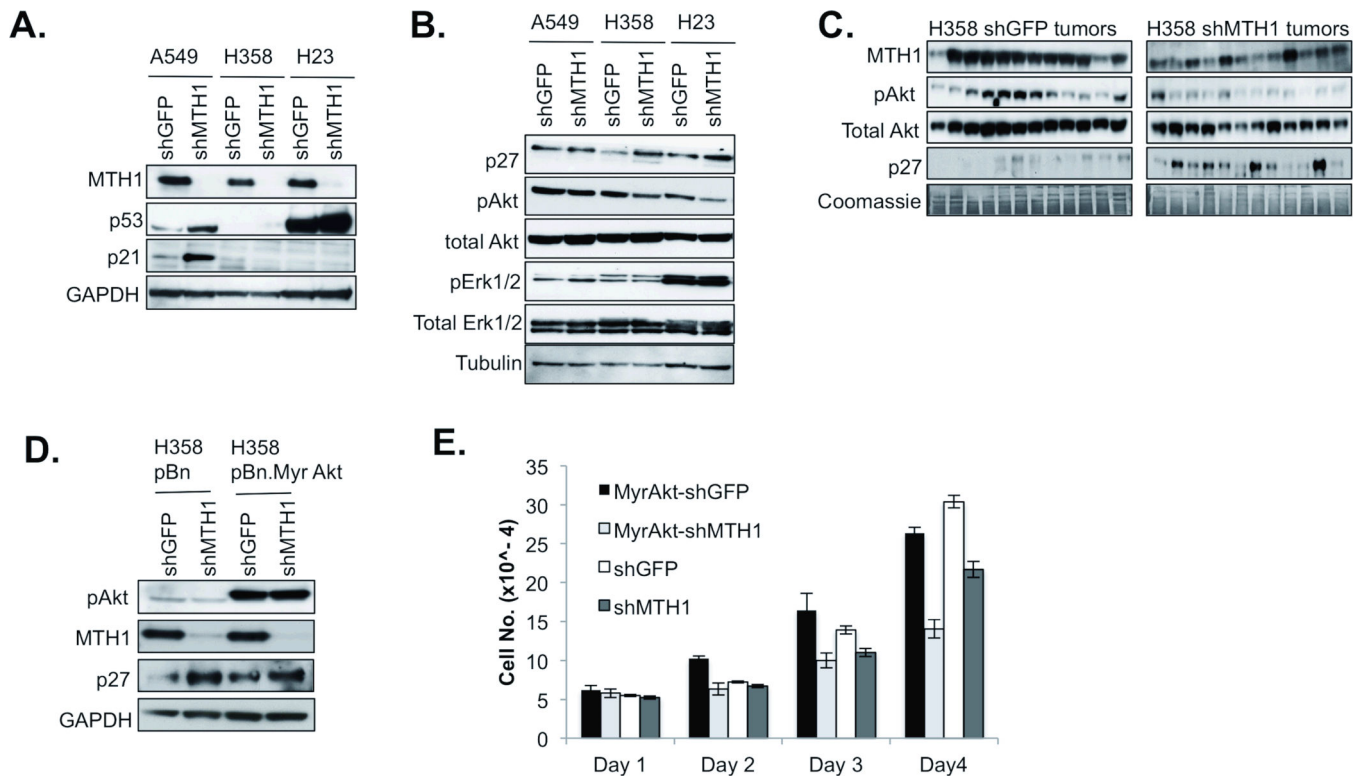 A.
A549 H358 H23
shGFP shMTH1 shGFP shMTH1 shGFP shMTH1
MTH1
p53
p21
GAPDH
B.
A549 H358 H23
shGFP shMTH1 shGFP shMTH1 shGFP shMTH1
p27
pAkt
total Akt
pErk1/2
Total Erk1/2
Tubulin
C.
H358 shGFP tumors H358 shMTH1 tumors
MTH1
pAkt
Total Akt
p27
Coomassie
D.
H358 H358
pBn pBn.Myr Akt
shGFP shMTH1 shGFP shMTH1
pAkt
MTH1
p27
GAPDH
E.
Cell No. (x10^- 4)
35
30
25
20
15
10
5
0
MyrAkt-shGFP
MyrAkt-shMTH1
shGFP
shMTH1
Day 1 Day 2 Day 3 Day4